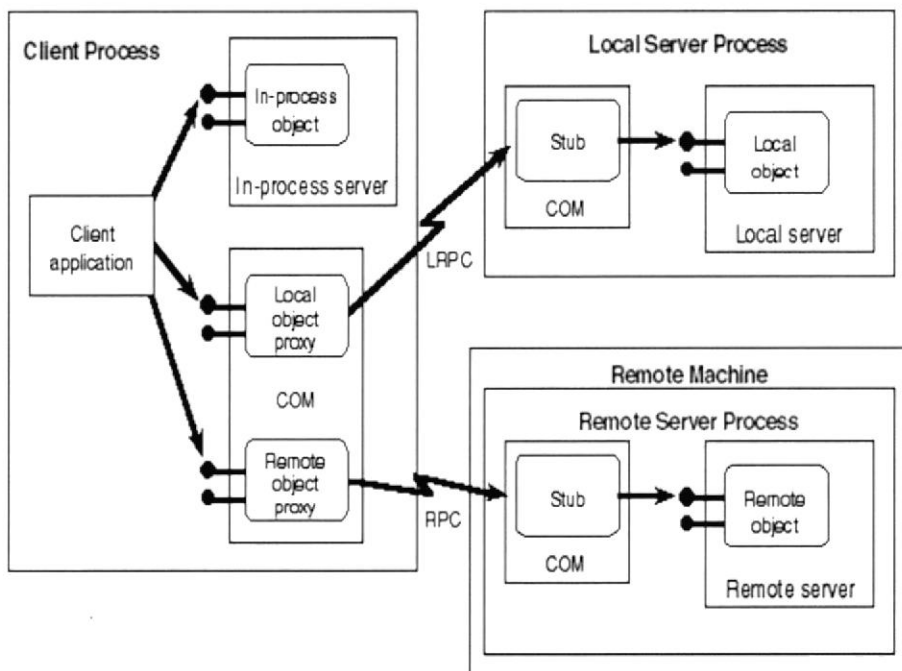 Client Process
In-process
object
In-process server
Client
application
Local
object
proxy
COM
Remote
object
proxy
LRPC
RPC
Local Server Process
Stub
COM
Local
object
Local server
Remote Machine
Remote Server Process
Stub
COM
Remote
object
Remote server